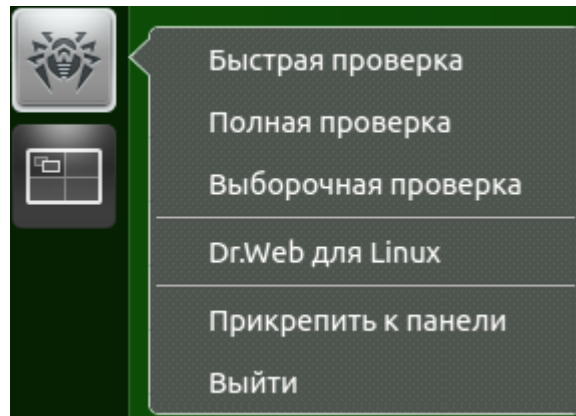 Быстрая проверка
Полная проверка
Выборочная проверка
Dr.Web для Linux
Прикрепить к панели
Выйти